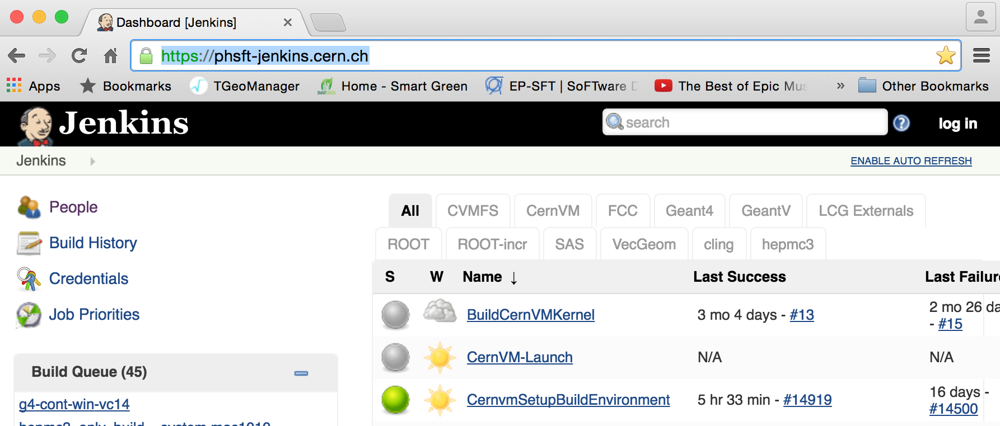 Dashboard [Jenkins]
https://phsft-jenkins.cern.ch
Apps Bookmarks TGeoManager Home - Smart Green EP-SFT | SoFTware The Best of Epic » Other Bookmarks
Jenkins search ? log in
Jenkins ENABLE AUTO REFRESH
People
Build History
Credentials
Job Priorities
Build Queue (45)
g4-cont-win-vc14
All CVMFS CernVM FCC Geant4 GeantV LCG Externals
ROOT ROOT-incr SAS VecGeom cling hepmc3
S W Name ↓ Last Success Last
BuildCernVMKernel 3 mo 4 days - #13 2 mo 26
- #15
CernVM-Launch N/A N/A
CernvmSetupBuildEnvironment 5 hr 33 min - #14919 16 days -
#14500